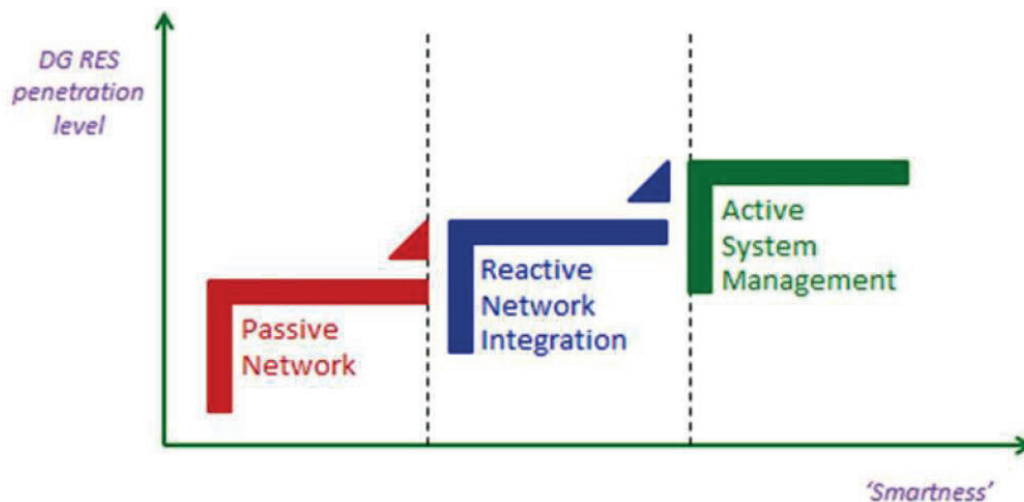 DG RES
penetration
level
Passive
Network
Reactive
Network
Integration
Active
System
Management
‘Smartness’